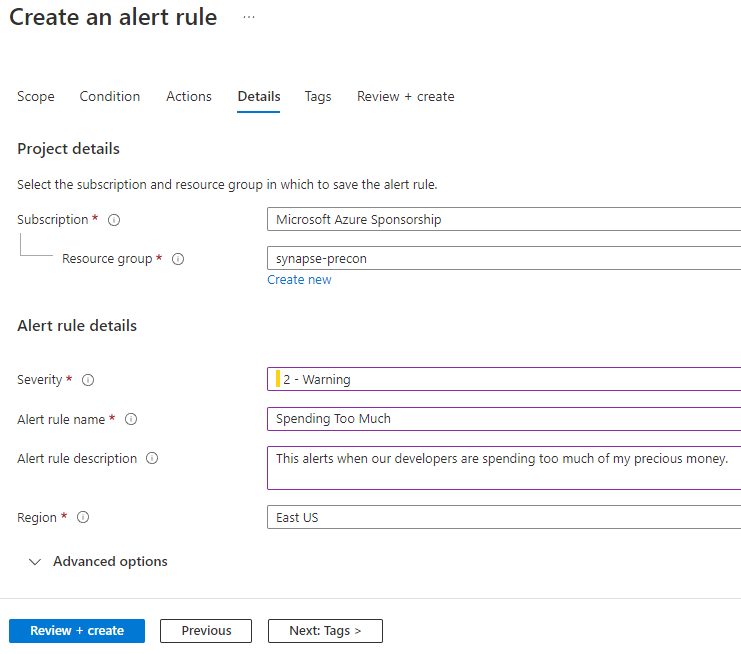 Create an alert rule ...
Scope Condition Actions Details Tags Review + create
Project details
Select the subscription and resource group in which to save the alert rule.
Subscription * Microsoft Azure Sponsorship
Resource group * synapse-precon
Create new
Alert rule details
Severity * 2 - Warning
Alert rule name * Spending Too Much
Alert rule description This alerts when our developers are spending too much of my precious money.
Region * East US
Advanced options
Review + create Previous Next: Tags >